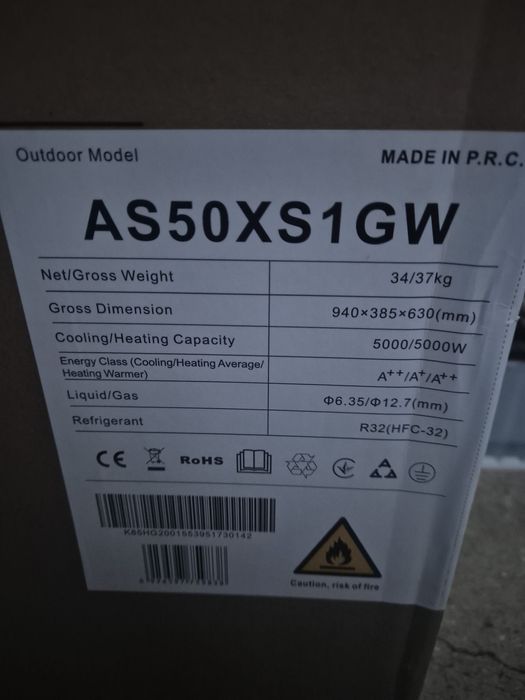 Outdoor Model
MADE IN P.R.C.
AS50XS1GW
Net/Gross Weight 34/37kg
Gross Dimension 940×385×630(mm)
Cooling/Heating Capacity 5000/5000W
Energy Class (Cooling/Heating Average/
Heating Warmer) A++/A+/A++
Liquid/Gas Φ6.35/Φ12.7(mm)
Refrigerant R32(HFC-32)
CE RoHS
K65HG2001553951730142
Caution, risk of fire